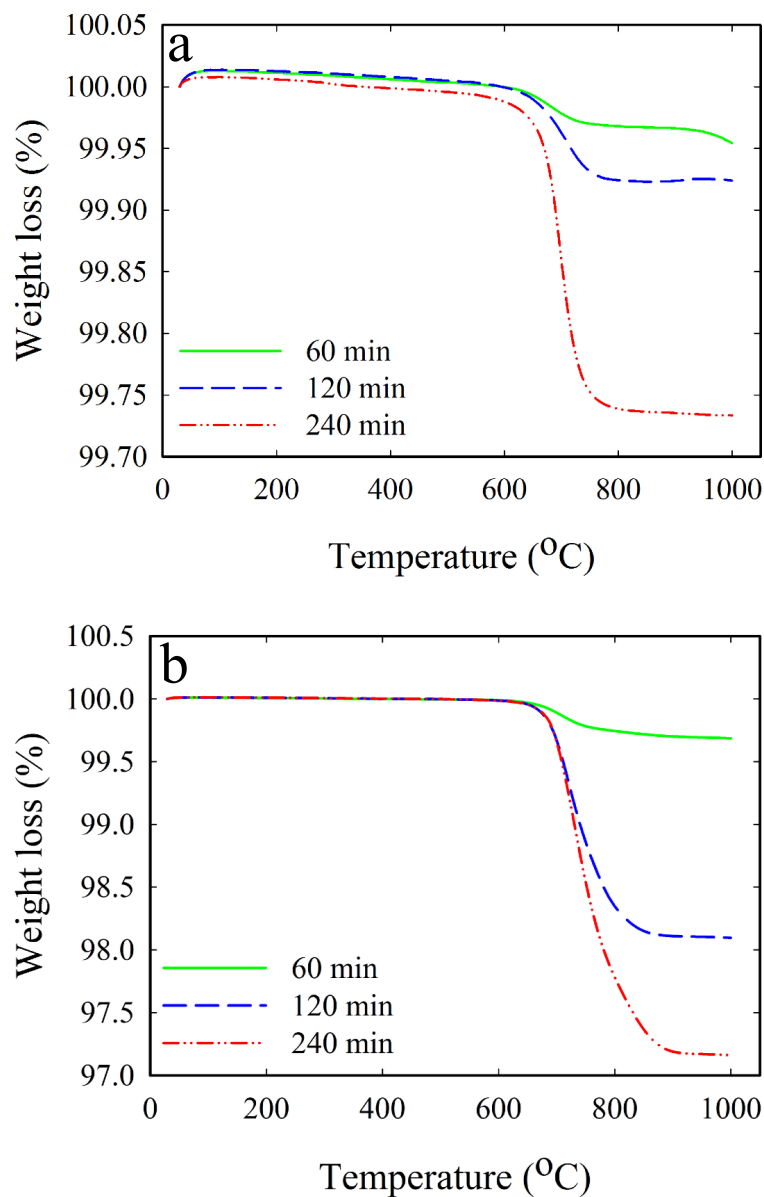 a
Weight loss (%)
100.05
100.00
99.95
99.90
99.85
99.80
99.75
99.70
60 min
120 min
240 min
0 200 400 600 800 1000
Temperature (°C)
b
Weight loss (%)
100.5
100.0
99.5
99.0
98.5
98.0
97.5
97.0
60 min
120 min
240 min
0 200 400 600 800 1000
Temperature (°C)